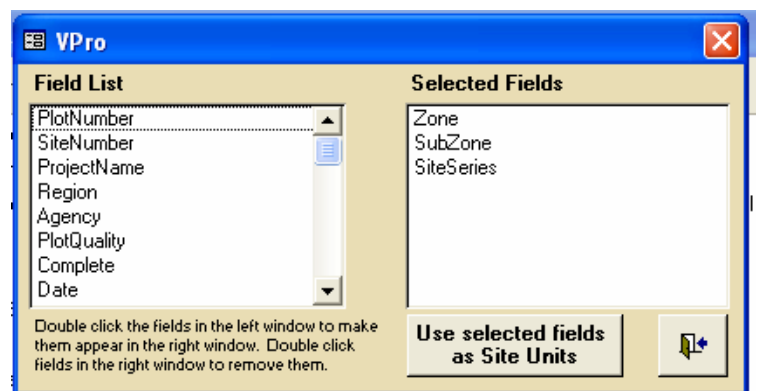 VPro
Field List
PlotNumber
SiteNumber
ProjectName
Region
Agency
PlotQuality
Complete
Date
Double click the fields in the left window to make
them appear in the right window. Double click
fields in the right window to remove them.
Selected Fields
Zone
SubZone
SiteSeries
Use selected fields
as Site Units